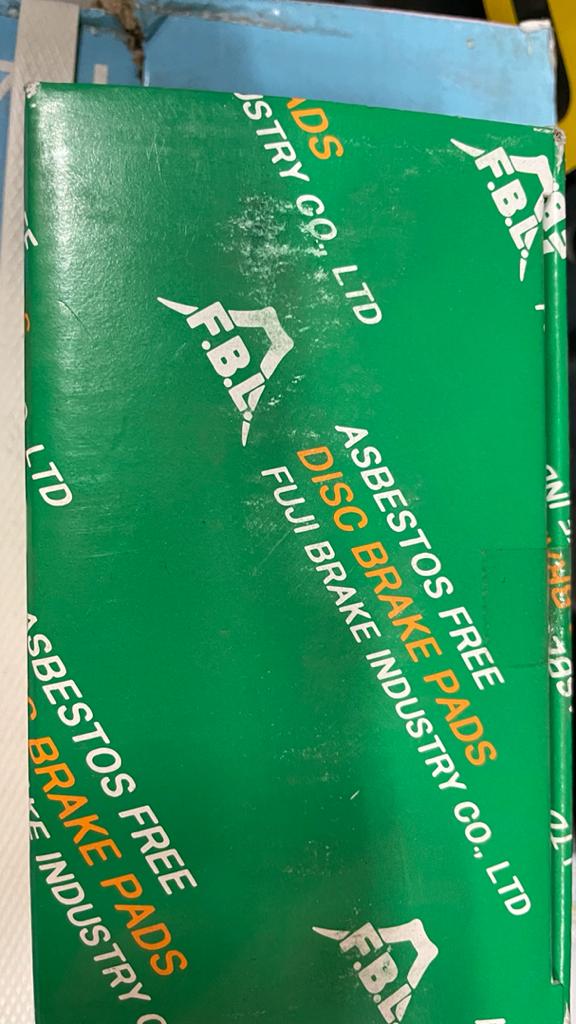 ADS
USTRY CO., LTD
F.B.I.
F.B.I.
LTD
ASBESTOS FREE
DISC BRAKE PADS
FUJI BRAKE INDUSTRY CO., LTD
ASBESTOS FREE
BRAKE PADS
KE INDUSTRY C
F.B.I.